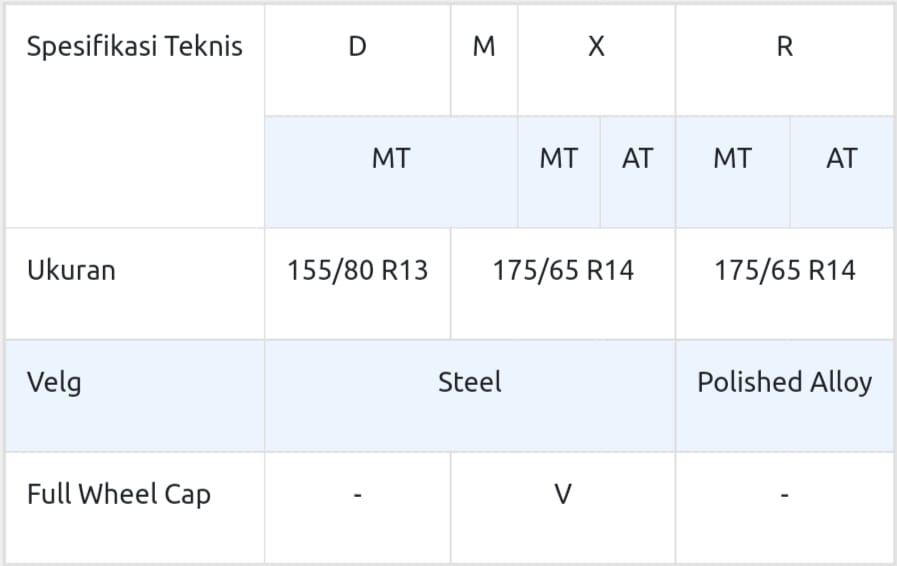 Spesifikasi Teknis D M X R
MT MT AT MT AT
Ukuran 155/80 R13 175/65 R14 175/65 R14
Velg Steel Polished Alloy
Full Wheel Cap - V -